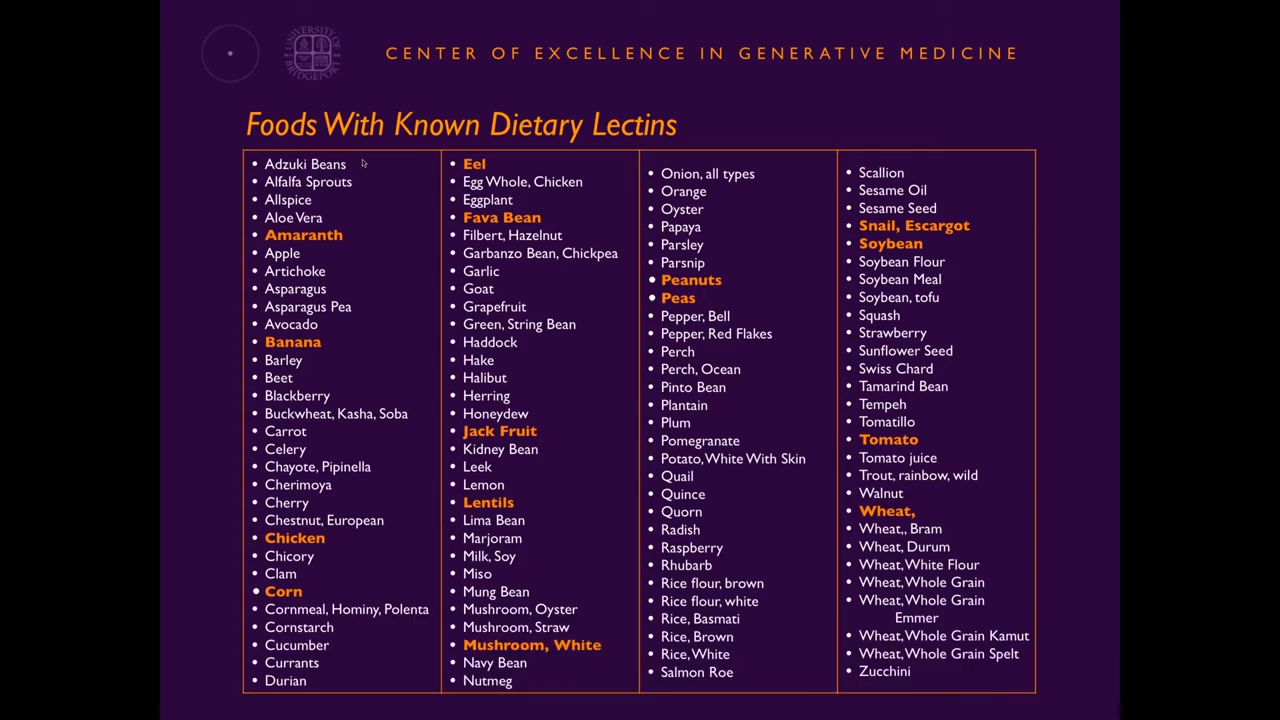 UNIVERSITY OF BRIDGEPORT
CENTER OF EXCELLENCE IN GENERATIVE MEDICINE
Foods With Known Dietary Lectins
• Adzuki Beans
• Alfalfa Sprouts
• Allspice
• Aloe Vera
• Amaranth
• Apple
• Artichoke
• Asparagus
• Asparagus Pea
• Avocado
• Banana
• Barley
• Beet
• Blackberry
• Buckwheat, Kasha, Soba
• Carrot
• Celery
• Chayote, Pipinella
• Cherimoya
• Cherry
• Chestnut, European
• Chicken
• Chicory
• Clam
• Corn
• Cornmeal, Hominy, Polenta
• Cornstarch
• Cucumber
• Currants
• Durian
• Eel
• Egg Whole, Chicken
• Eggplant
• Fava Bean
• Filbert, Hazelnut
• Garbanzo Bean, Chickpea
• Garlic
• Goat
• Grapefruit
• Green, String Bean
• Haddock
• Hake
• Halibut
• Herring
• Honeydew
• Jack Fruit
• Kidney Bean
• Leek
• Lemon
• Lentils
• Lima Bean
• Marjoram
• Milk, Soy
• Miso
• Mung Bean
• Mushroom, Oyster
• Mushroom, Straw
• Mushroom, White
• Navy Bean
• Nutmeg
• Onion, all types
• Orange
• Oyster
• Papaya
• Parsley
• Parsnip
• Peanuts
• Peas
• Pepper, Bell
• Pepper, Red Flakes
• Perch
• Perch, Ocean
• Pinto Bean
• Plantain
• Plum
• Pomegranate
• Potato, White With Skin
• Quail
• Quince
• Quorn
• Radish
• Raspberry
• Rhubarb
• Rice flour, brown
• Rice flour, white
• Rice, Basmati
• Rice, Brown
• Rice, White
• Salmon Roe
• Scallion
• Sesame Oil
• Sesame Seed
• Snail, Escargot
• Soybean
• Soybean Flour
• Soybean Meal
• Soybean, tofu
• Squash
• Strawberry
• Sunflower Seed
• Swiss Chard
• Tamarind Bean
• Tempeh
• Tomatillo
• Tomato
• Tomato juice
• Trout, rainbow, wild
• Walnut
• Wheat,
• Wheat,, Bram
• Wheat, Durum
• Wheat, White Flour
• Wheat, Whole Grain
• Wheat, Whole Grain
Emmer
• Wheat, Whole Grain Kamut
• Wheat, Whole Grain Spelt
• Zucchini